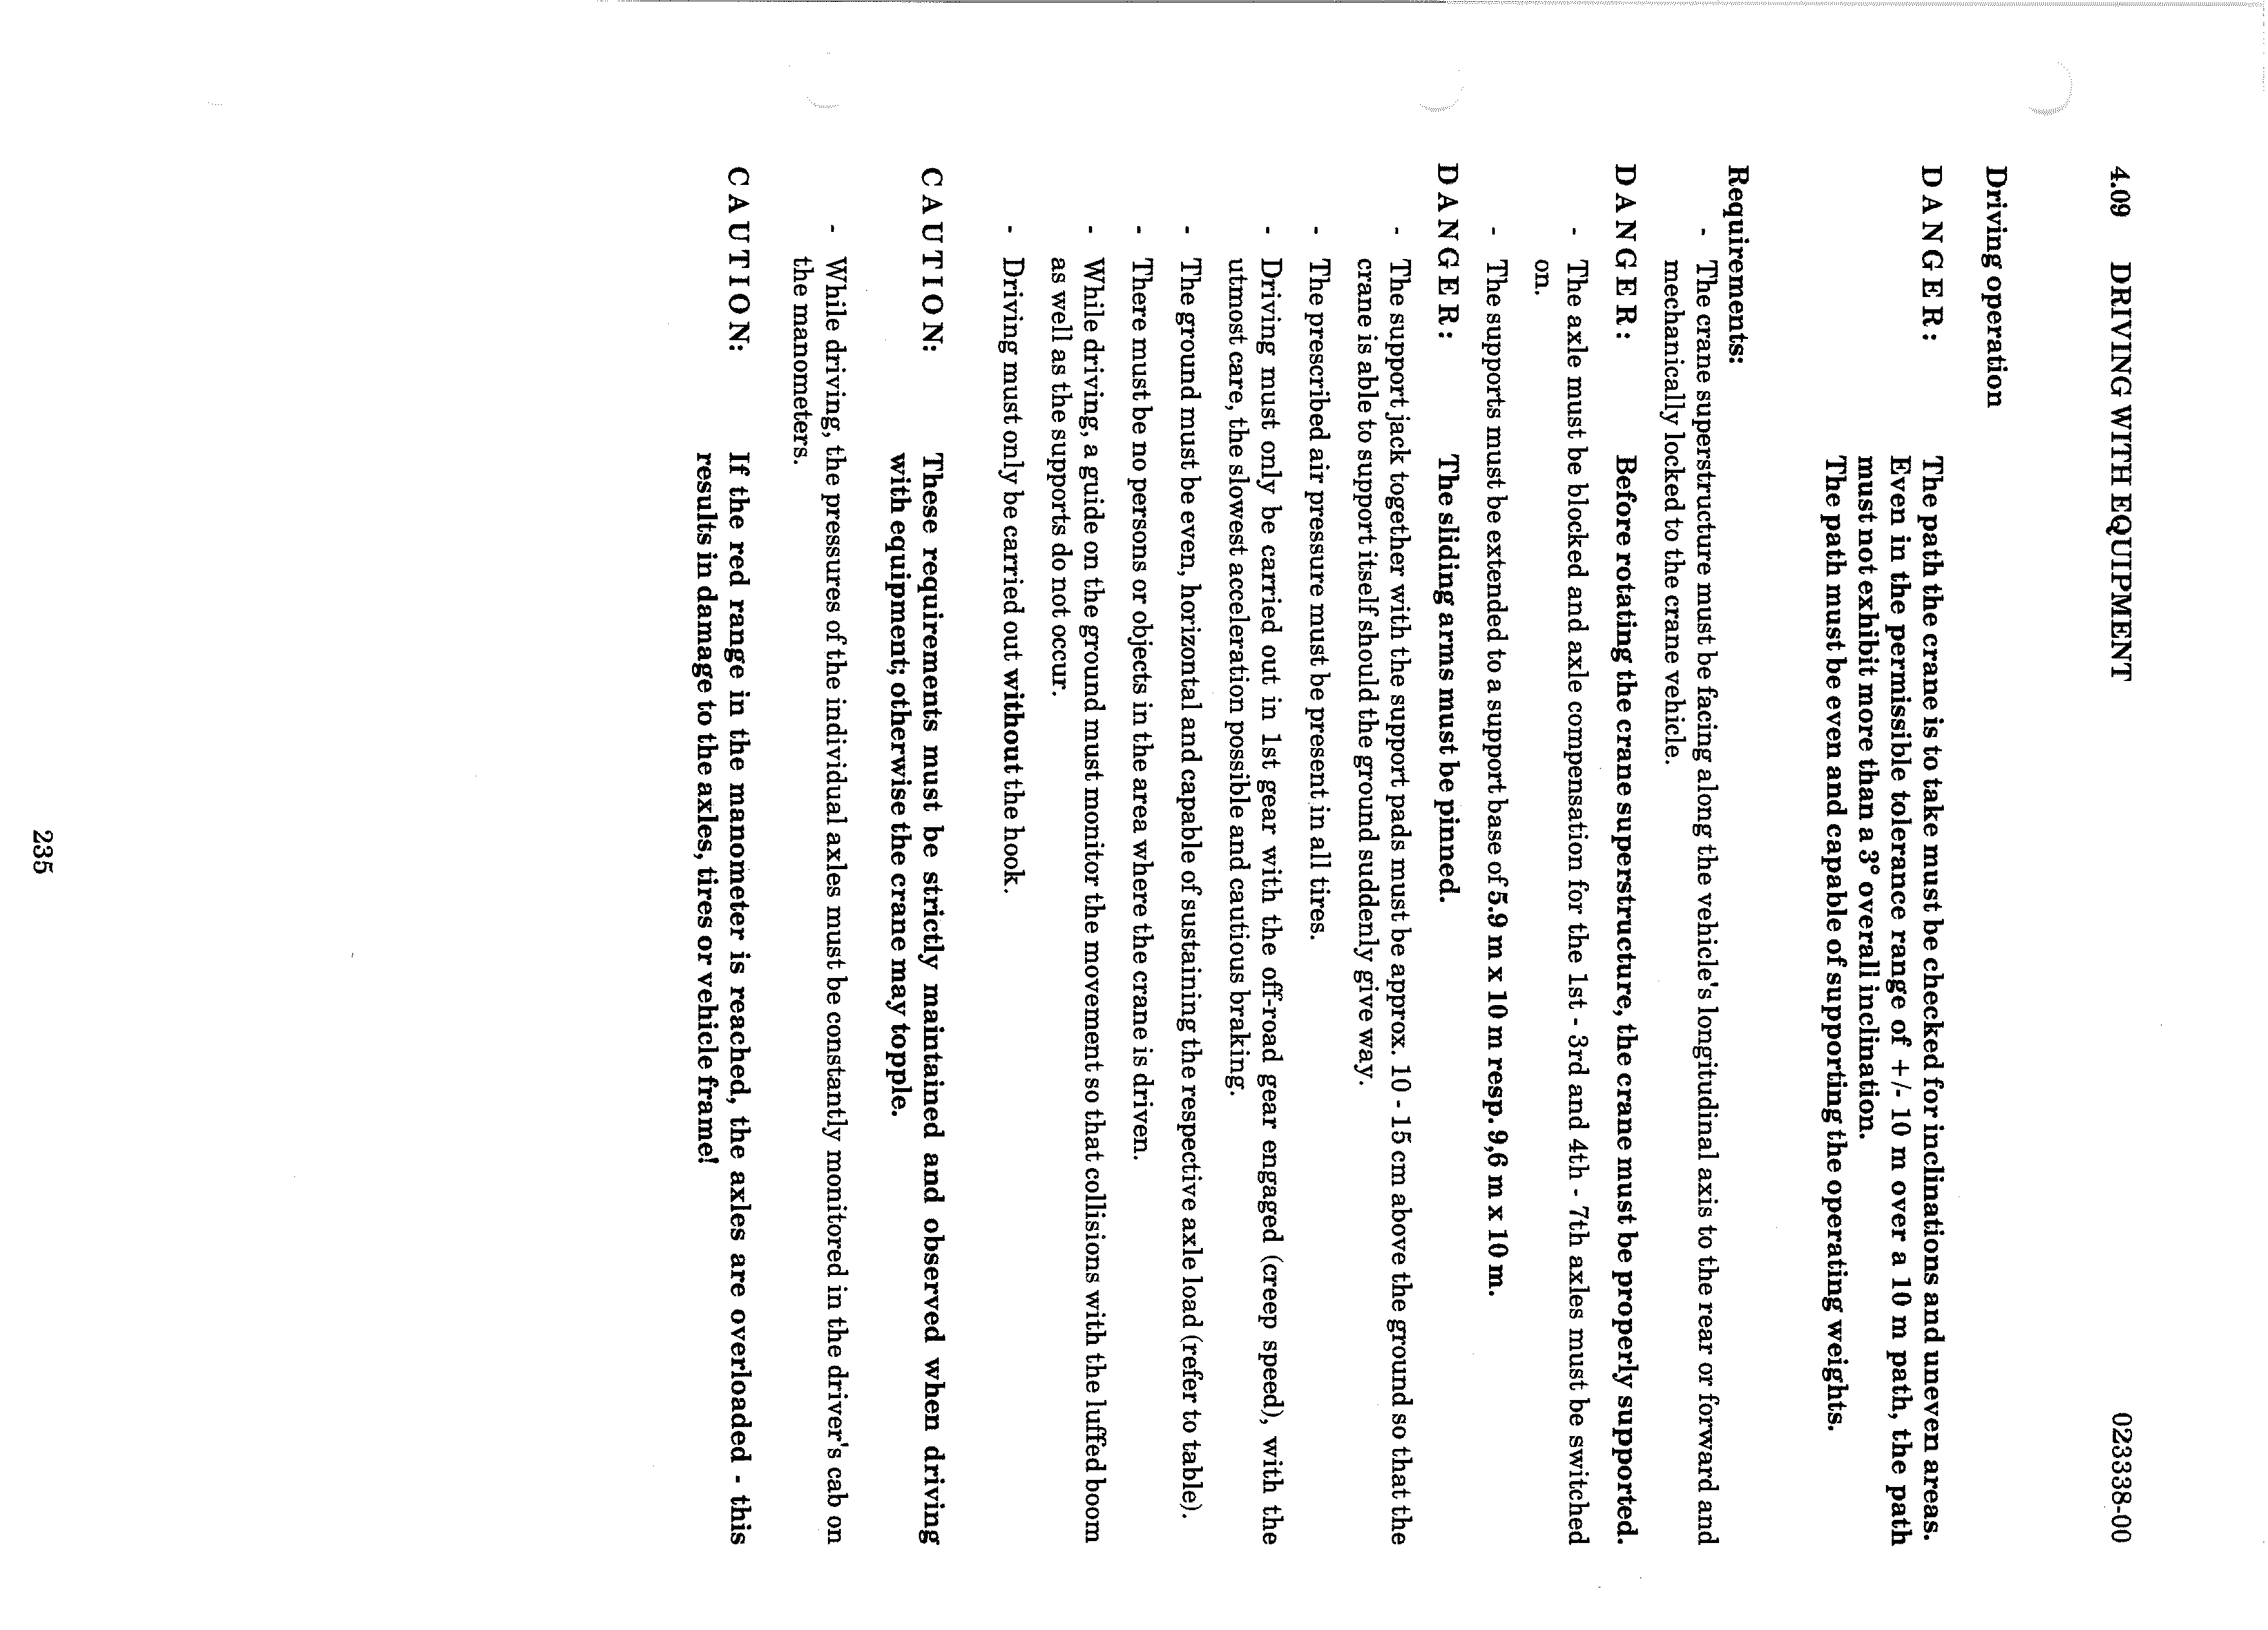 4.09 DRIVING WITH EQUIPMENT 023338-00
Driving operation
DANGER: The path the crane is to take must be checked for inclinations and uneven areas.
Even in the permissible tolerance range of +/- 10 m over a 10 m path, the path
must not exhibit more than a 3° overall inclination.
The path must be even and capable of supporting the operating weights.
Requirements:
- The crane superstructure must be facing along the vehicle's longitudinal axis to the rear or forward and
mechanically locked to the crane vehicle.
DANGER: Before rotating the crane superstructure, the crane must be properly supported.
- The axle must be blocked and axle compensation for the 1st - 3rd and 4th - 7th axles must be switched
on.
- The supports must be extended to a support base of 5.9 m x 10 m resp. 9,6 m x 10 m.
DANGER: The sliding arms must be pinned.
- The support jack together with the support pads must be approx. 10 - 15 cm above the ground so that the
crane is able to support itself should the ground suddenly give way.
- The prescribed air pressure must be present in all tires.
- Driving must only be carried out in 1st gear with the off-road gear engaged (creep speed), with the
utmost care, the slowest acceleration possible and cautious braking.
- The ground must be even, horizontal and capable of sustaining the respective axle load (refer to table).
- There must be no persons or objects in the area where the crane is driven.
- While driving, a guide on the ground must monitor the movement so that collisions with the luffed boom
as well as the supports do not occur.
- Driving must only be carried out without the hook.
CAUTION: These requirements must be strictly maintained and observed when driving
with equipment; otherwise the crane may topple.
- While driving, the pressures of the individual axles must be constantly monitored in the driver's cab on
the manometers.
CAUTION: If the red range in the manometer is reached, the axles are overloaded - this
results in damage to the axles, tires or vehicle frame!
235